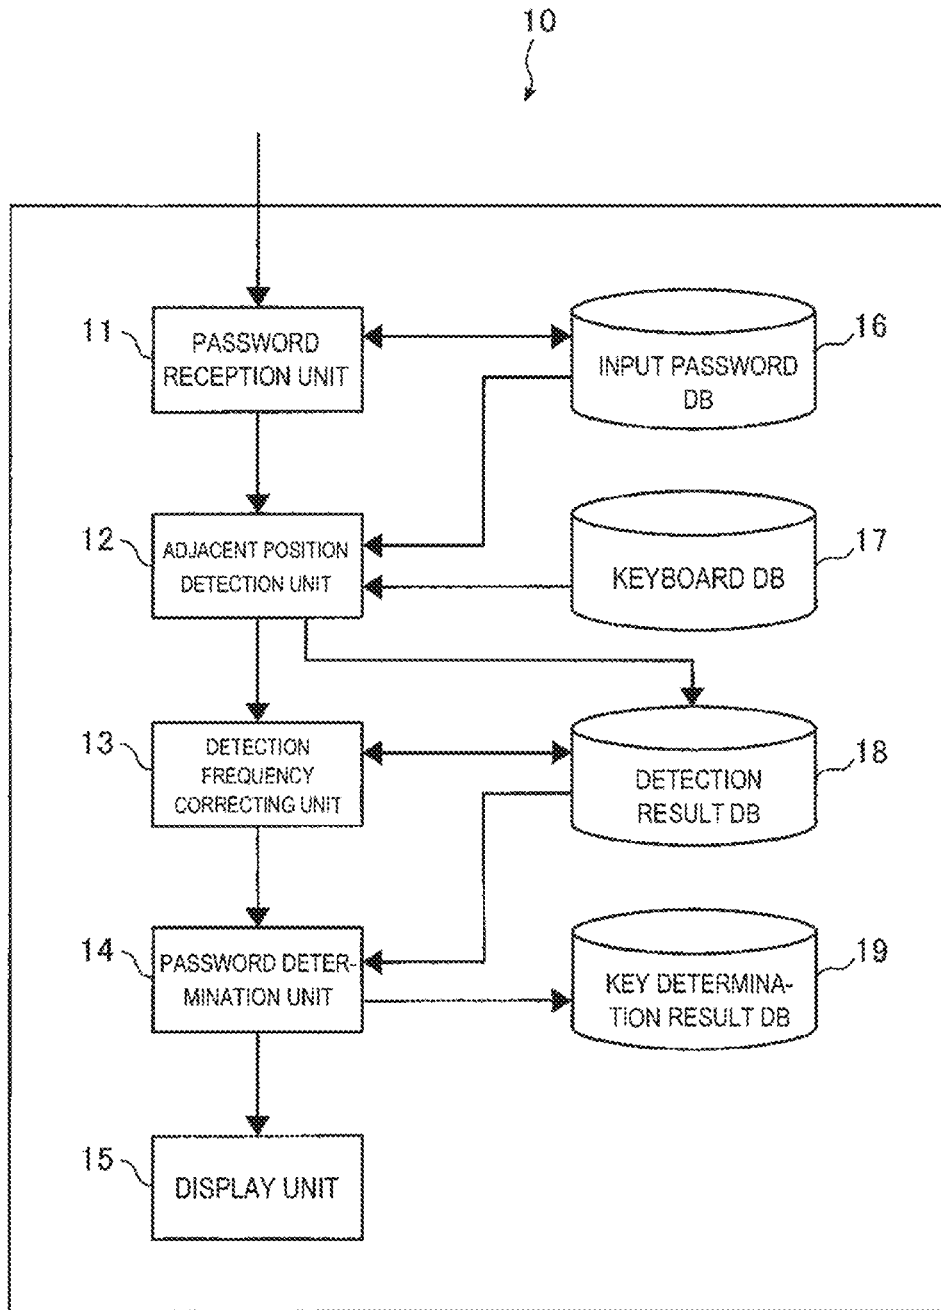 10
11
PASSWORD
RECEPTION UNIT
16
INPUT PASSWORD
DB
12
ADJACENT POSITION
DETECTION UNIT
17
KEYBOARD DB
13
DETECTION
FREQUENCY
CORRECTING UNIT
18
DETECTION
RESULT DB
14
PASSWORD DETER-
MINATION UNIT
19
KEY DETERMINA-
TION RESULT DB
15
DISPLAY UNIT